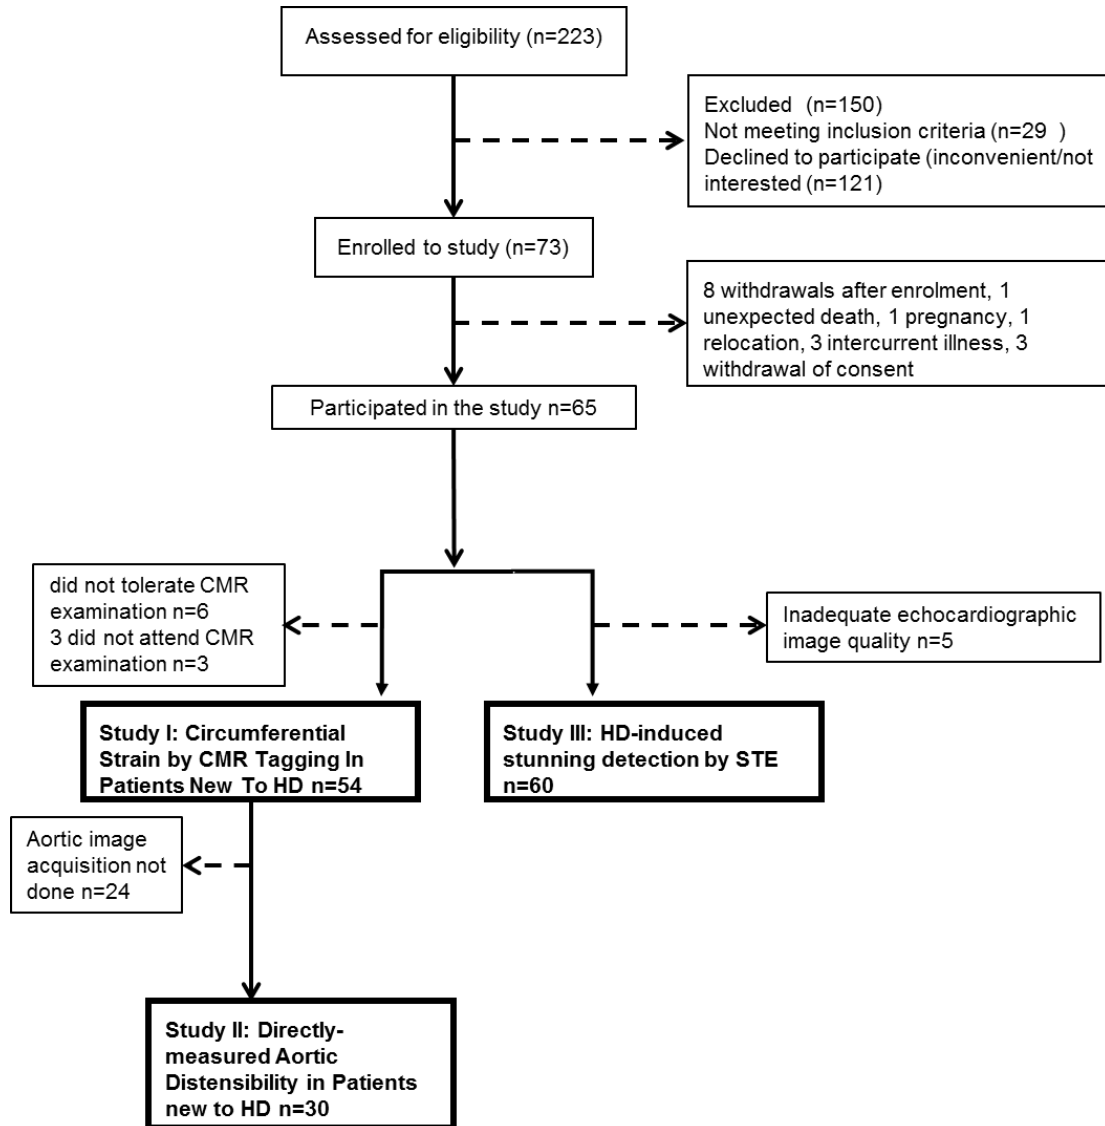 Assessed for eligibility (n=223)
Excluded  (n=150)
Not meeting inclusion criteria (n=29  )
Declined to participate (inconvenient/not
interested (n=121)
Enrolled to study (n=73)
8 withdrawals after enrolment, 1
unexpected death, 1 pregnancy, 1
relocation, 3 intercurrent illness, 3
withdrawal of consent
Participated in the study n=65
did not tolerate CMR
examination n=6
3 did not attend CMR
examination n=3
Inadequate echocardiographic
image quality n=5
Study I: Circumferential
Strain by CMR Tagging In
Patients New To HD n=54
Study III: HD-induced
stunning detection by STE
n=60
Aortic image
acquisition not
done n=24
Study II: Directly-
measured Aortic
Distensibility in Patients
new to HD n=30